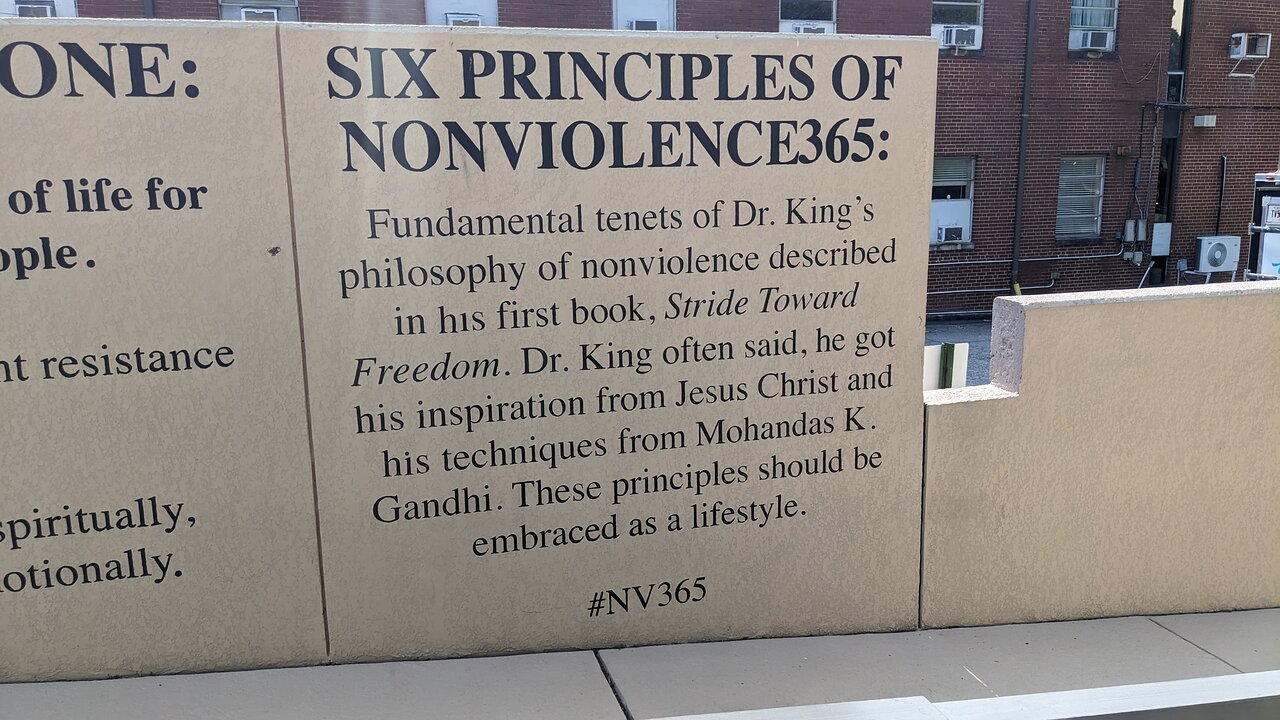 ONE:
of life for
nt resistance
spiritually,
otionally.
SIX PRINCIPLES OF
NONVIOLENCE365:
Fundamental tenets of Dr. King's
philosophy of nonviolence described
in his first book, Stride Toward
Freedom. Dr. King often said, he got
his inspiration from Jesus Christ and
his techniques from Mohandas K.
Gandhi. These principles should be
embraced as a lifestyle.
#NV365